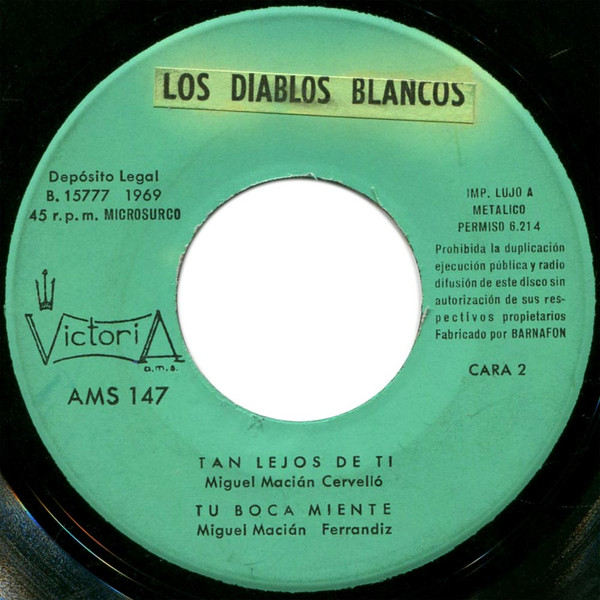 LOS DIABLOS BLANCOS
Depósito Legal
B. 15777 1969
45 r.p.m. MICROSURCO
IMP. LUJO A
METALICO
PERMISO 6.214
Prohibida la duplicación
ejecución pública y radio
difusión de este disco sin
autorización de sus res-
pectivos propietarios
Fabricado por BARNAFON
VictoriA
a.m.s.
AMS 147
CARA 2
TAN LEJOS DE TI
Miguel Macián Cervelló
TU BOCA MIENTE
Miguel Macián Ferrandiz